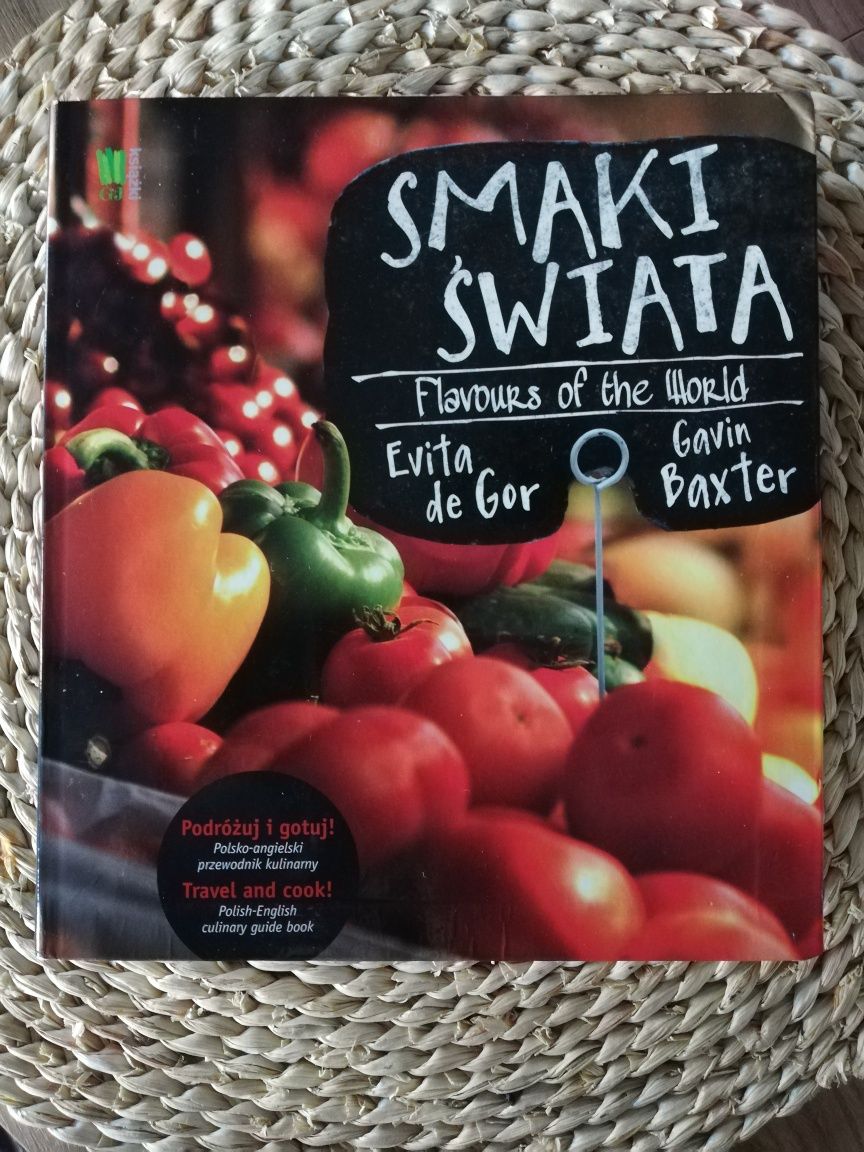 GJ
książki
SMAKI
ŚWIATA
Flavours of the World
Evita
de Gor
Gavin
Baxter
Podróżuj i gotuj!
Polsko-angielski
przewodnik kulinarny
Travel and cook!
Polish-English
culinary guide book